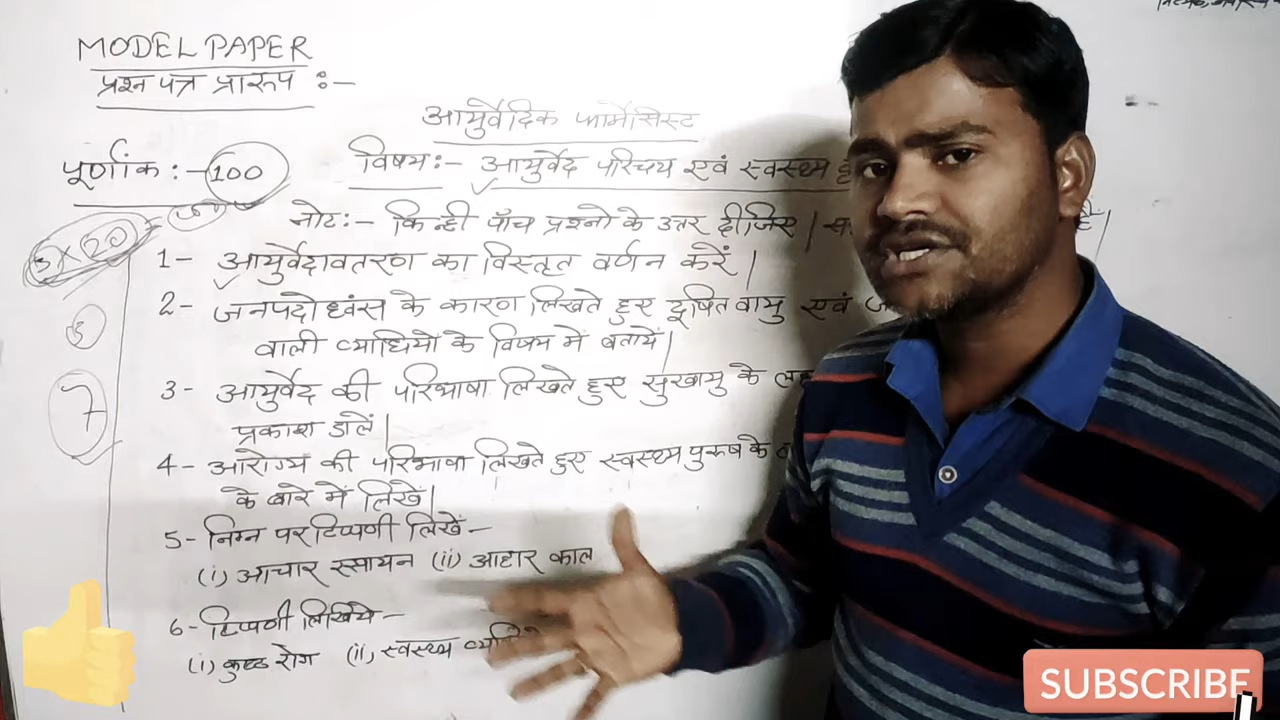 MODEL PAPER
प्रश्न पत्र प्रारूप :-
आयुर्वेदिक फार्मेसिस्ट
पूर्णांक :- 100
विषय:- आयुर्वेद परिचय एवं स्वस्थ्य
नोट:- किन्ही पाँच प्रश्नो के उत्तर दीजिए |
5 X 20
1- आयुर्वेदावतरण का विस्तृत वर्णन करें |
2- जनपदोध्वंस के कारण लिखते हुए दूषित वायु एवं
वाली व्याधियों के विषय में बतायें |
3- आयुर्वेद की परिभाषा लिखते हुए सुखायु के
प्रकाश डालें |
4- आरोग्य की परिभाषा लिखते हुए स्वस्थ्य पुरुष के
के बारे में लिखें |
5- निम्न पर टिप्पणी लिखें -
(i) आचार रसायन (ii) आहार काल
6- टिप्पणी लिखिये -
(i) कुष्ठ रोग (ii) स्वस्थ्य
7
SUBSCRIBE